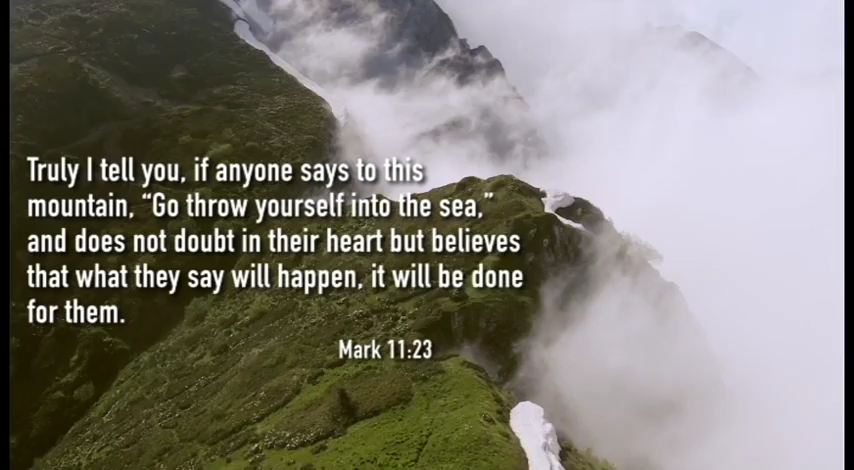 Truly I tell you, if anyone says to this
mountain, “Go throw yourself into the sea,”
and does not doubt in their heart but believes
that what they say will happen, it will be done
for them.
Mark 11:23